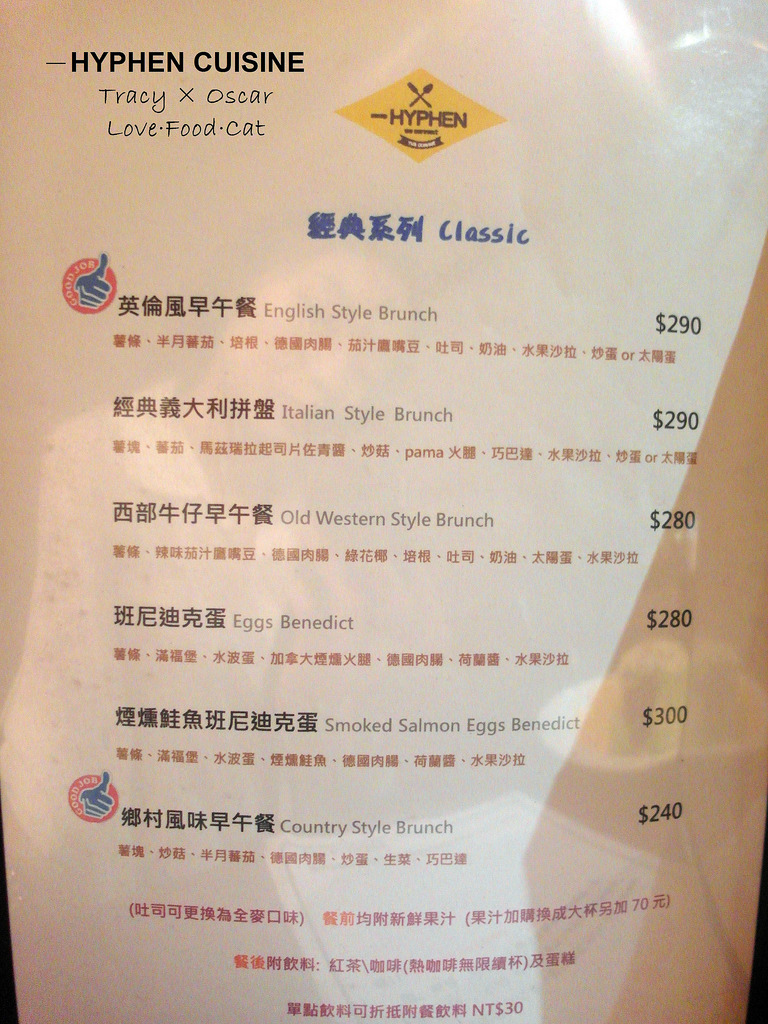 －HYPHEN CUISINE
Tracy × Oscar
Love·Food·Cat
－HYPHEN
經典系列 Classic
GOOD JOB
英倫風早午餐 English Style Brunch $290
薯條、半月蕃茄、培根、德國肉腸、茄汁鷹嘴豆、吐司、奶油、水果沙拉、炒蛋 or 太陽蛋
經典義大利拼盤 Italian Style Brunch $290
薯塊、蕃茄、馬茲瑞拉起司片佐青醬、炒菇、pama 火腿、巧巴達、水果沙拉、炒蛋 or 太陽蛋
西部牛仔早午餐 Old Western Style Brunch $280
薯條、辣味茄汁鷹嘴豆、德國肉腸、綠花椰、培根、吐司、奶油、太陽蛋、水果沙拉
班尼迪克蛋 Eggs Benedict $280
薯條、滿福堡、水波蛋、加拿大煙燻火腿、德國肉腸、荷蘭醬、水果沙拉
煙燻鮭魚班尼迪克蛋 Smoked Salmon Eggs Benedict $300
薯條、滿福堡、水波蛋、煙燻鮭魚、德國肉腸、荷蘭醬、水果沙拉
GOOD JOB
鄉村風味早午餐 Country Style Brunch $240
薯塊、炒菇、半月蕃茄、德國肉腸、炒蛋、生菜、巧巴達
(吐司可更換為全麥口味) 餐前均附新鮮果汁 (果汁加購換成大杯另加 70 元)
餐後附飲料: 紅茶\咖啡(熱咖啡無限續杯)及蛋糕
單點飲料可折抵附餐飲料 NT$30